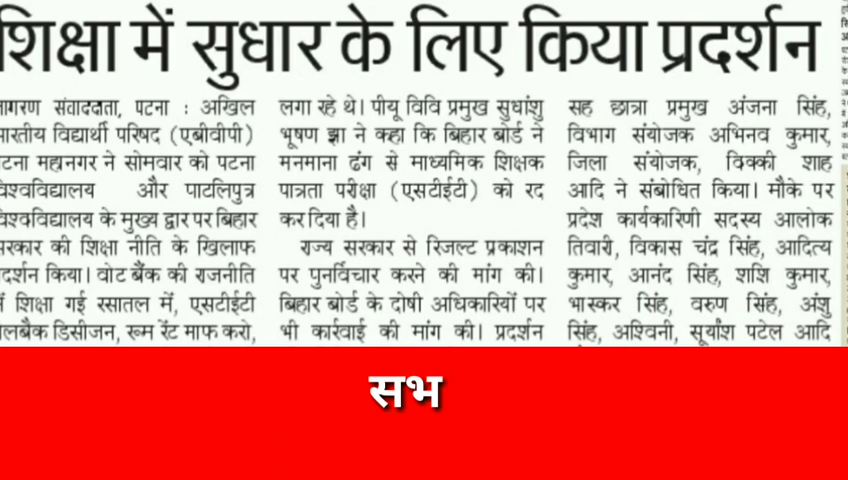 शिक्षा में सुधार के लिए किया प्रदर्शन
नागरण संवाददाता, पटना : अखिल
भारतीय विद्यार्थी परिषद (एबीवीपी)
पटना महानगर ने सोमवार को पटना
विश्वविद्यालय और पाटलिपुत्र
विश्वविद्यालय के मुख्य द्वार पर बिहार
सरकार की शिक्षा नीति के खिलाफ
प्रदर्शन किया। वोट बैंक की राजनीति
में शिक्षा गई रसातल में, एसटीईटी
लबैक डिसीजन, रूम रेंट माफ करो,
लगा रहे थे। पीयू विवि प्रमुख सुधांशु
भूषण झा ने कहा कि बिहार बोर्ड ने
मनमाना ढंग से माध्यमिक शिक्षक
पात्रता परीक्षा (एसटीईटी) को रद
कर दिया है।
राज्य सरकार से रिजल्ट प्रकाशन
पर पुनर्विचार करने की मांग की।
बिहार बोर्ड के दोषी अधिकारियों पर
भी कार्रवाई की मांग की। प्रदर्शन
सह छात्रा प्रमुख अंजना सिंह,
विभाग संयोजक अभिनव कुमार,
जिला संयोजक, विक्की शाह
आदि ने संबोधित किया। मौके पर
प्रदेश कार्यकारिणी सदस्य आलोक
तिवारी, विकास चंद्र सिंह, आदित्य
कुमार, आनंद सिंह, शशि कुमार,
भास्कर सिंह, वरुण सिंह, अंशु
सिंह, अश्विनी, सूर्यांश पटेल आदि
सभ